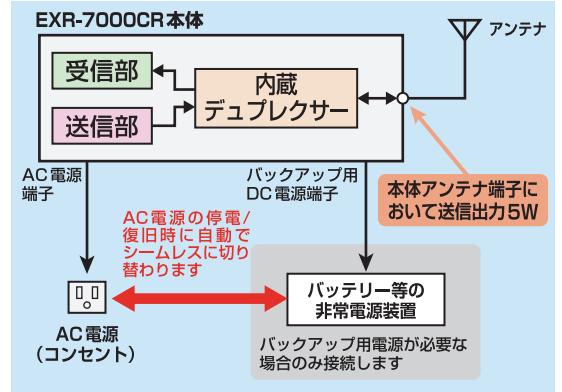 EXR-7000CR本体
アンテナ
受信部
内蔵
デュプレクサー
送信部
AC電源
端子
バックアップ用
DC電源端子
本体アンテナ端子に
おいて送信出力5W
AC電源の停電/
復旧時に自動で
シームレスに切り
替わります
バッテリー等の
非常電源装置
AC電源
（コンセント）
バックアップ用電源が必要な
場合のみ接続します